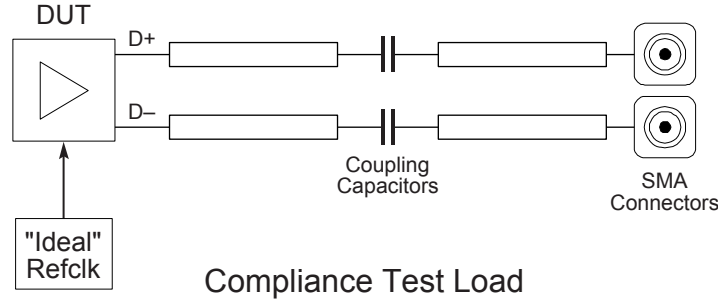 DUT
D+
D–
Coupling
Capacitors
SMA
Connectors
"Ideal"
Refclk
Compliance Test Load